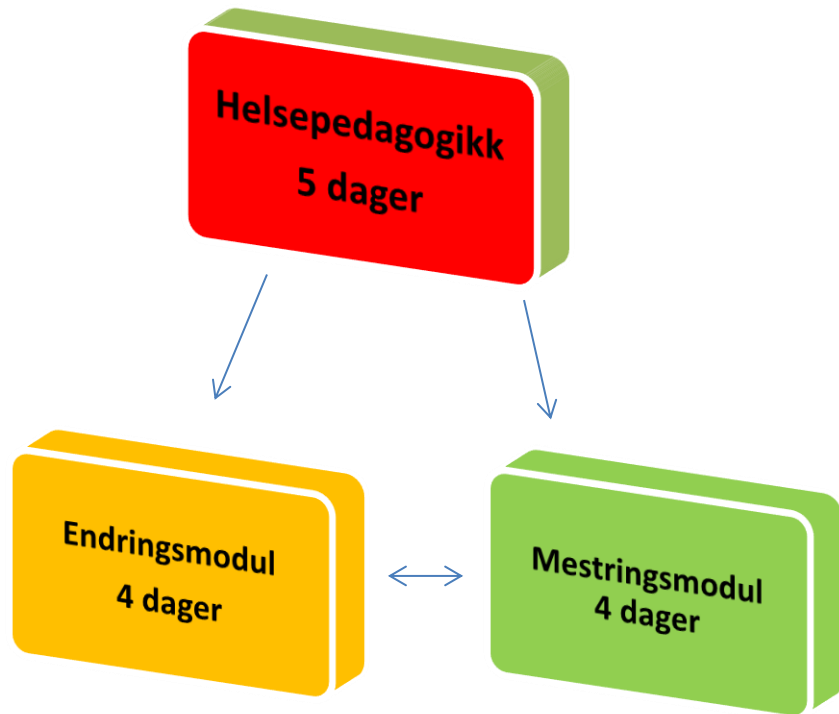 Helsepedagogikk
5 dager
Endringsmodul
4 dager
Mestringsmodul
4 dager